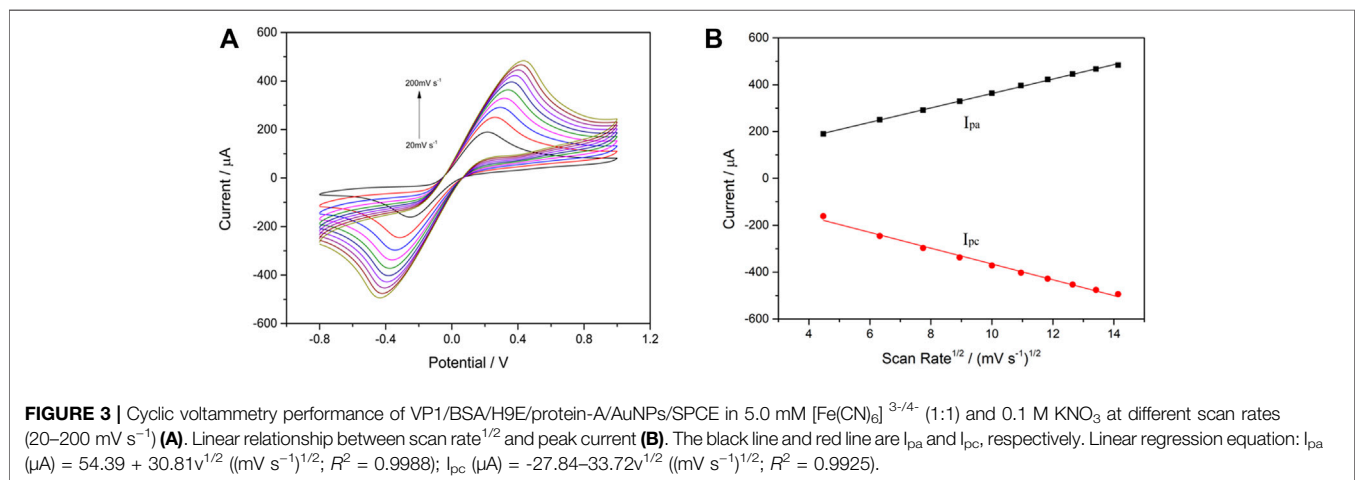 A
600
400
200
0
-200
-400
-600
Current / μA
200mV s⁻¹
20mV s⁻¹
-0.8
-0.4
0.0
0.4
0.8
1.2
Potential / V
B
600
400
200
0
-200
-400
-600
Current / μA
Iₚₐ
Iₚc
4
6
8
10
12
14
Scan Rate¹/² / (mV s⁻¹)¹/²
FIGURE 3 | Cyclic voltammetry performance of VP1/BSA/H9E/protein-A/AuNPs/SPCE in 5.0 mM [Fe(CN)₆] ³⁻/⁴⁻ (1:1) and 0.1 M KNO₃ at different scan rates
(20–200 mV s⁻¹) (A). Linear relationship between scan rate¹/² and peak current (B). The black line and red line are Iₚₐ and Iₚc, respectively. Linear regression equation: Iₚₐ
(μA) = 54.39 + 30.81v¹/² ((mV s⁻¹)¹/²; R² = 0.9988); Iₚc (μA) = -27.84–33.72v¹/² ((mV s⁻¹)¹/²; R² = 0.9925).